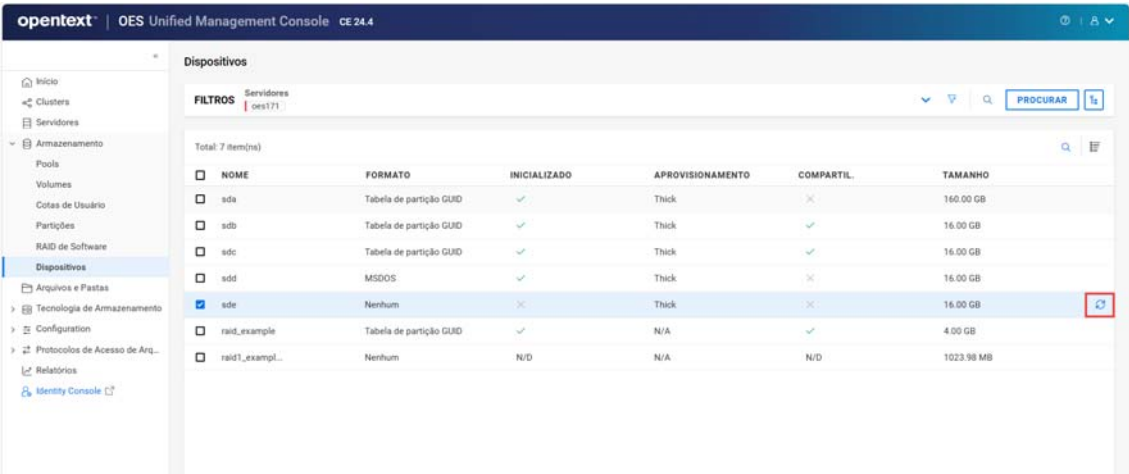 opentext™ | OES Unified Management Console CE 24.4
Início
Clusters
Servidores
Armazenamento
Pools
Volumes
Cotas de Usuário
Partições
RAID de Software
Dispositivos
Arquivos e Pastas
Tecnologia de Armazenamento
Configuration
Protocolos de Acesso de Arq...
Relatórios
Identity Console
Dispositivos
FILTROS Servidores
oes171
PROCURAR
Total: 7 item(ns)
NOME FORMATO INICIALIZADO APROVISIONAMENTO COMPARTIL. TAMANHO
sda Tabela de partição GUID Thick 160.00 GB
sdb Tabela de partição GUID Thick 16.00 GB
sdc Tabela de partição GUID Thick 16.00 GB
sdd MSDOS Thick 16.00 GB
sde Nenhum Thick 16.00 GB
raid_example Tabela de partição GUID N/A 4.00 GB
raid1_exampl... Nenhum N/D N/A N/D 1023.98 MB